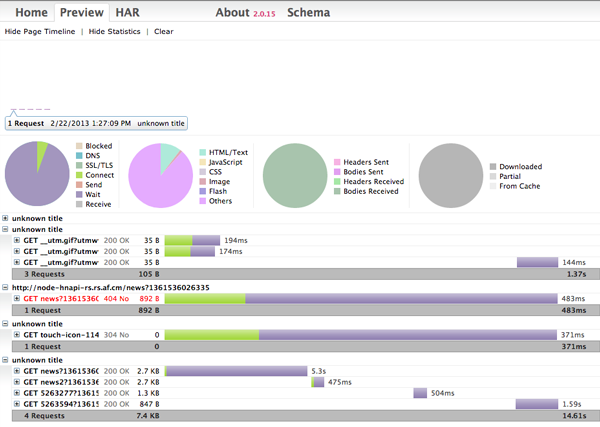 Home Preview HAR About 2.0.15 Schema
Hide Page Timeline | Hide Statistics | Clear
1 Request 2/22/2013 1:27:09 PM unknown title
Blocked
DNS
SSL/TLS
Connect
Send
Wait
Receive
HTML/Text
JavaScript
CSS
Image
Flash
Others
Headers Sent
Bodies Sent
Headers Received
Bodies Received
Downloaded
Partial
From Cache
unknown title
unknown title
GET __utm.gif?utmw 200 OK 35 B 194ms
GET __utm.gif?utmw 200 OK 35 B 174ms
GET __utm.gif?utmw 200 OK 35 B 144ms
3 Requests 105 B 1.37s
http://node-hnapi-rs.rs.af.cm/news?1361536026335
GET news?13615360 404 No 892 B 483ms
1 Request 892 B 483ms
unknown title
GET touch-icon-114 304 No 0 371ms
1 Request 0 371ms
unknown title
GET news?13615360 200 OK 2.7 KB 5.3s
GET news2?1361536 200 OK 2.7 KB 475ms
GET 5263277?13615 200 OK 1.3 KB 504ms
GET 5263594?13615 200 OK 847 B 1.59s
4 Requests 7.4 KB 14.61s